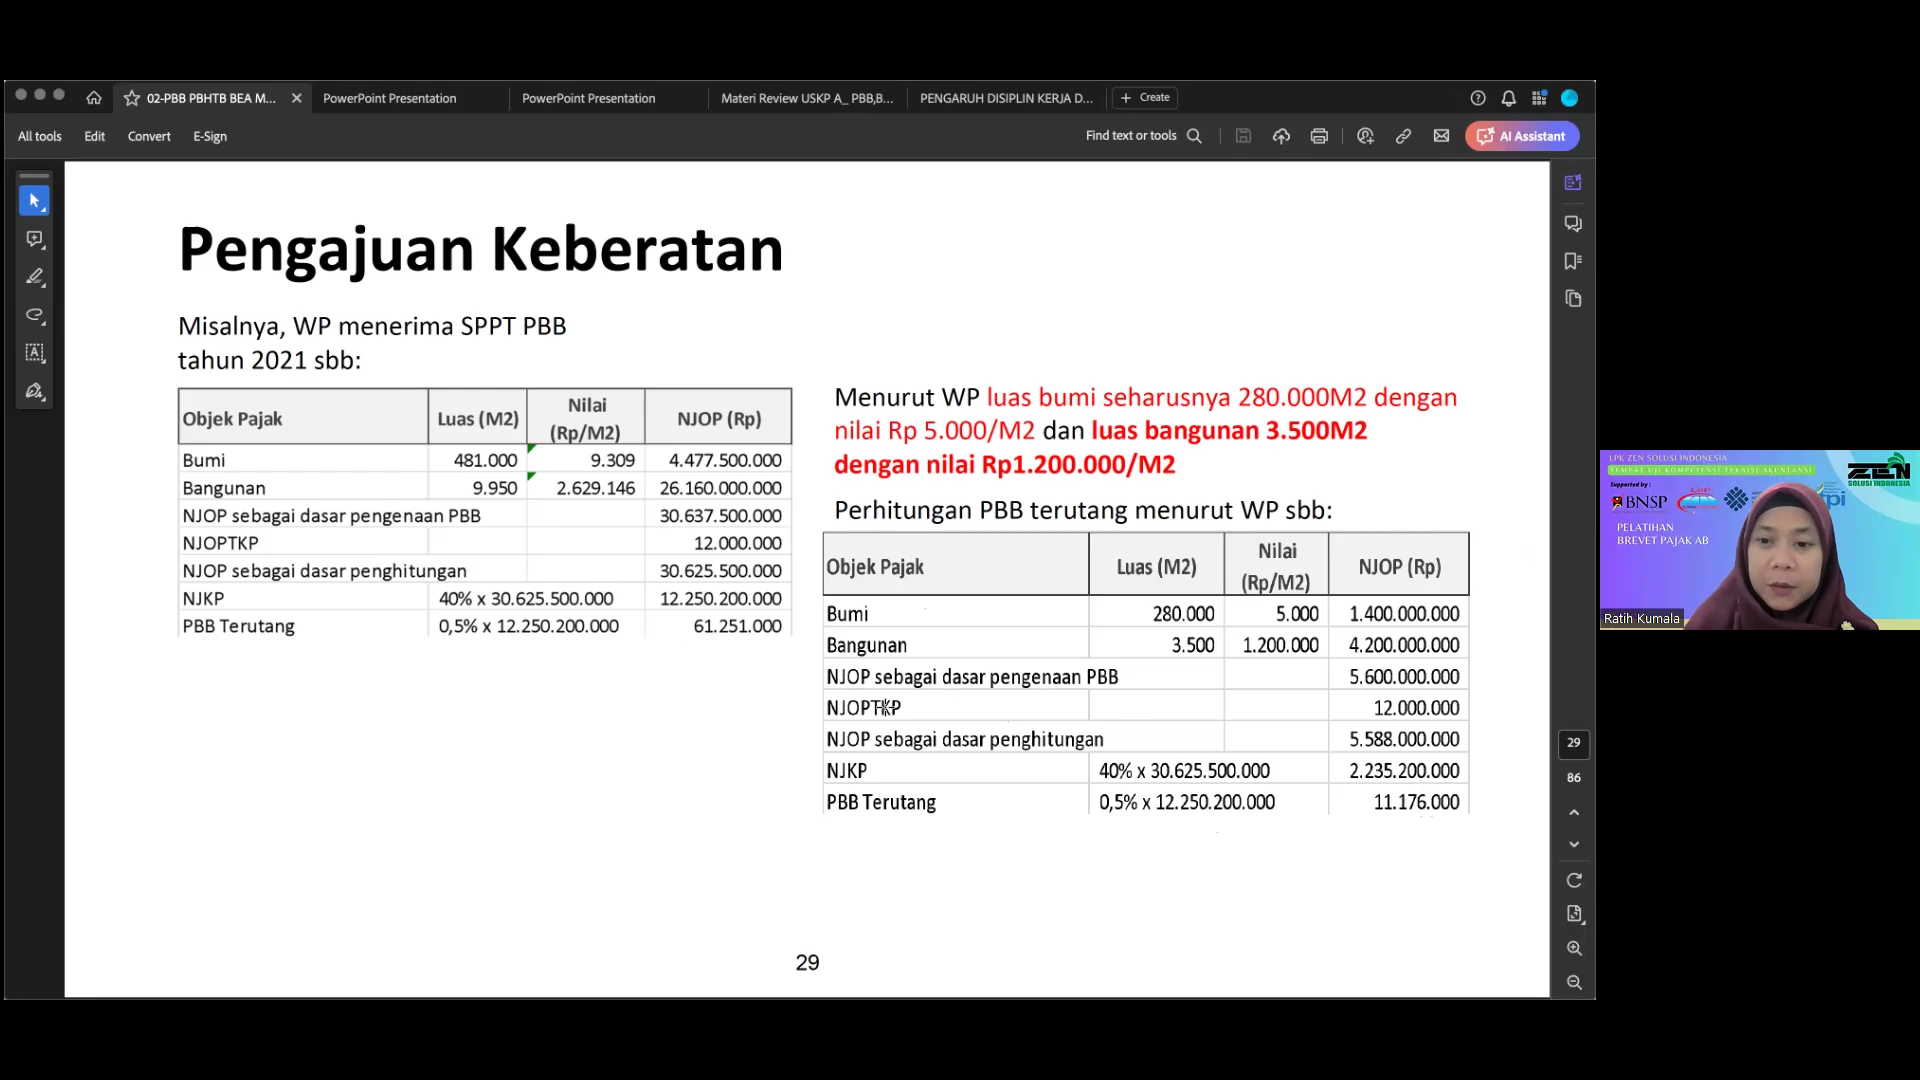 02-PBB PBHTB BEA M...
PowerPoint Presentation
PowerPoint Presentation
Materi Review USKP A_ PBB,B...
PENGARUH DISIPLIN KERJA D...
Create
All tools
Edit
Convert
E-Sign
Find text or tools
AI Assistant
Pengajuan Keberatan
Misalnya, WP menerima SPPT PBB
tahun 2021 sbb:
Objek Pajak Luas (M2) Nilai (Rp/M2) NJOP (Rp)
Bumi 481.000 9.309 4.477.500.000
Bangunan 9.950 2.629.146 26.160.000.000
NJOP sebagai dasar pengenaan PBB 30.637.500.000
NJOPTKP 12.000.000
NJOP sebagai dasar penghitungan 30.625.500.000
NJKP 40% x 30.625.500.000 12.250.200.000
PBB Terutang 0,5% x 12.250.200.000 61.251.000
Menurut WP luas bumi seharusnya 280.000M2 dengan
nilai Rp 5.000/M2 dan luas bangunan 3.500M2
dengan nilai Rp1.200.000/M2
Perhitungan PBB terutang menurut WP sbb:
Objek Pajak Luas (M2) Nilai (Rp/M2) NJOP (Rp)
Bumi 280.000 5.000 1.400.000.000
Bangunan 3.500 1.200.000 4.200.000.000
NJOP sebagai dasar pengenaan PBB 5.600.000.000
NJOPTKP 12.000.000
NJOP sebagai dasar penghitungan 5.588.000.000
NJKP 40% x 30.625.500.000 2.235.200.000
PBB Terutang 0,5% x 12.250.200.000 11.176.000
29
29
86
LPK ZEN SOLUSI INDONESIA
TEMPAT UJI KOMPETENSI TEKNISI AKUNTANSI
ZEN
SOLUSI INDONESIA
Supported by :
BNSP
PELATIHAN
BREVET PAJAK AB
Ratih Kumala